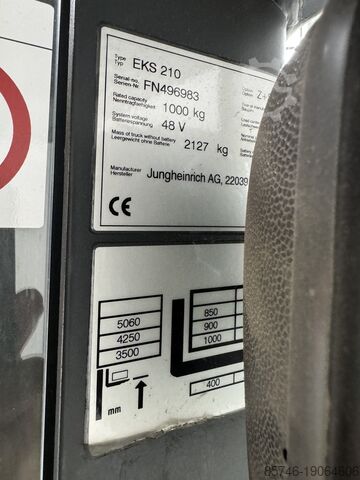 Type
Typ EKS 210
Serial-no.
Serien-Nr. FN496983
Rated capacity
Nenntragfähigkeit 1000 kg
System voltage
Batteriespannung 48 V
Mass of truck without battery
Leergewicht ohne Batterie 2127 kg
Manufacturer
Hersteller Jungheinrich AG, 22039
CE
Option
Option Z
5060
4250
3500
mm
850
900
1000
400
85746-19064606